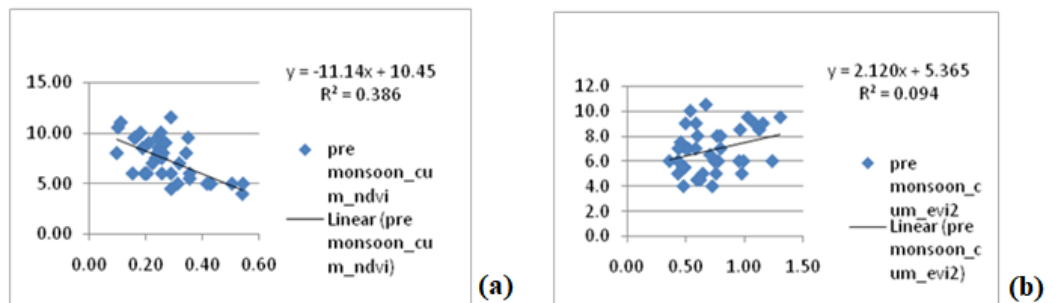 y = -11.14x + 10.45
R² = 0.386
15.00
10.00
5.00
0.00
0.00 0.20 0.40 0.60
pre
monsoon_cu
m_ndvi
Linear (pre
monsoon_cu
m_ndvi)
(a)
y = 2.120x + 5.365
R² = 0.094
12.0
10.0
8.0
6.0
4.0
2.0
0.0
0.00 0.50 1.00 1.50
pre
monsoon_c
um_evi2
Linear (pre
monsoon_c
um_evi2)
(b)